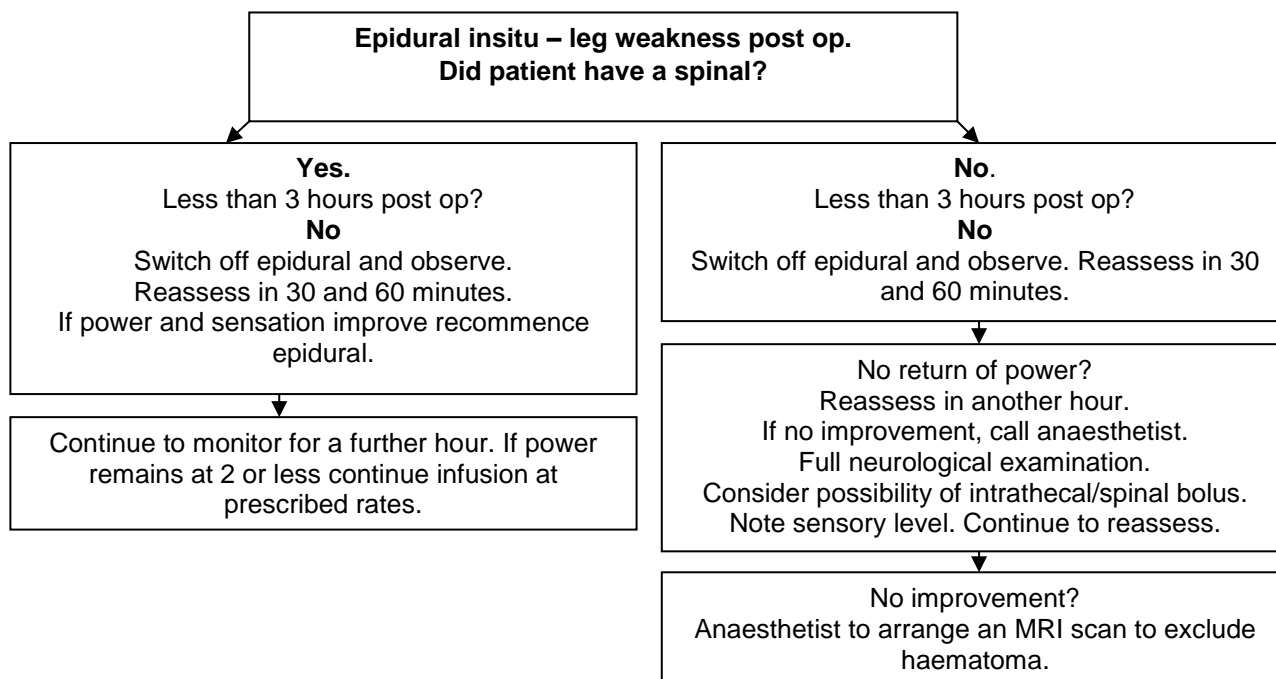 Epidural insitu – leg weakness post op.
Did patient have a spinal?
Yes.
Less than 3 hours post op?
No
Switch off epidural and observe.
Reassess in 30 and 60 minutes.
If power and sensation improve recommence
epidural.
Continue to monitor for a further hour. If power
remains at 2 or less continue infusion at
prescribed rates.
No.
Less than 3 hours post op?
No
Switch off epidural and observe. Reassess in 30
and 60 minutes.
No return of power?
Reassess in another hour.
If no improvement, call anaesthetist.
Full neurological examination.
Consider possibility of intrathecal/spinal bolus.
Note sensory level. Continue to reassess.
No improvement?
Anaesthetist to arrange an MRI scan to exclude
haematoma.